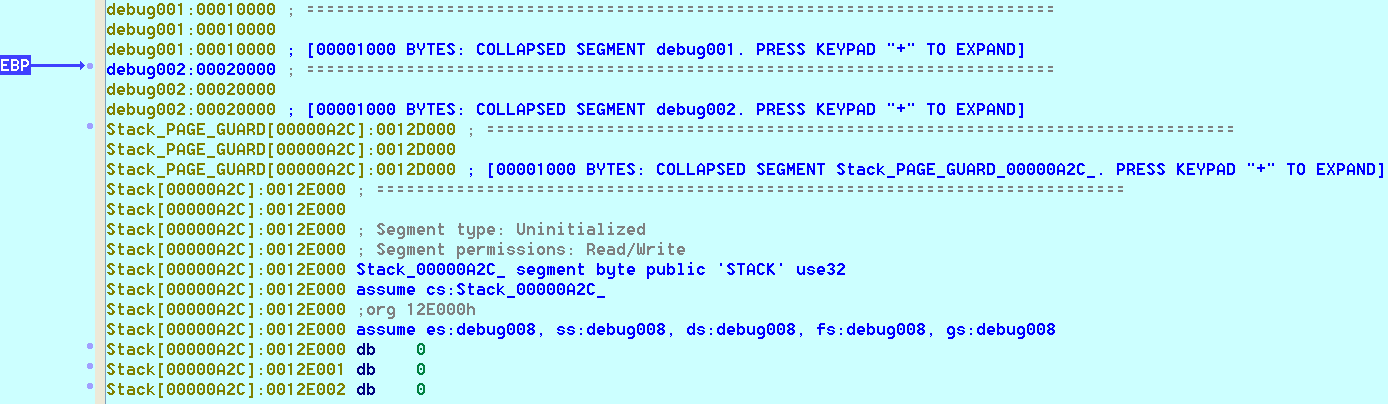 debug001:00010000 ; ===========================================================================
debug001:00010000
debug001:00010000 ; [00001000 BYTES: COLLAPSED SEGMENT debug001. PRESS KEYPAD "+" TO EXPAND]
EBP debug002:00020000 ; ===========================================================================
debug002:00020000
debug002:00020000 ; [00001000 BYTES: COLLAPSED SEGMENT debug002. PRESS KEYPAD "+" TO EXPAND]
Stack_PAGE_GUARD[00000A2C]:0012D000 ; ===========================================================================
Stack_PAGE_GUARD[00000A2C]:0012D000
Stack_PAGE_GUARD[00000A2C]:0012D000 ; [00001000 BYTES: COLLAPSED SEGMENT Stack_PAGE_GUARD_00000A2C_. PRESS KEYPAD "+" TO EXPAND]
Stack[00000A2C]:0012E000 ; ===========================================================================
Stack[00000A2C]:0012E000
Stack[00000A2C]:0012E000 ; Segment type: Uninitialized
Stack[00000A2C]:0012E000 ; Segment permissions: Read/Write
Stack[00000A2C]:0012E000 Stack_00000A2C_ segment byte public 'STACK' use32
Stack[00000A2C]:0012E000 assume cs:Stack_00000A2C_
Stack[00000A2C]:0012E000 ;org 12E000h
Stack[00000A2C]:0012E000 assume es:debug008, ss:debug008, ds:debug008, fs:debug008, gs:debug008
Stack[00000A2C]:0012E000 db    0
Stack[00000A2C]:0012E001 db    0
Stack[00000A2C]:0012E002 db    0